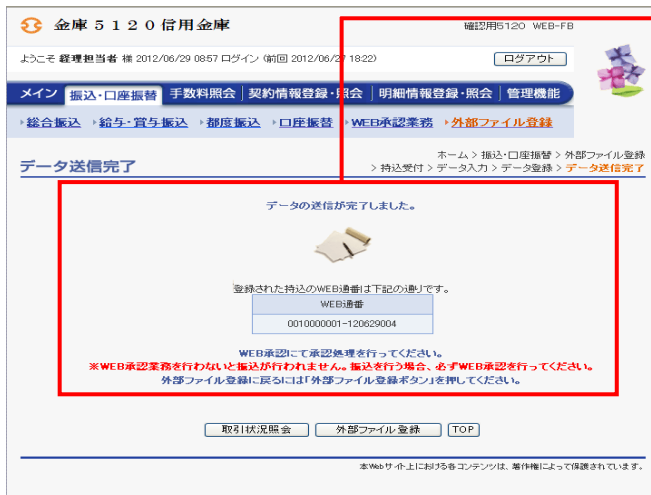 金庫５１２０信用金庫
確認用5120 WEB-FB
ようこそ 経理担当者 様 2012/06/29 0857 ログイン (前回 2012/06/27 18:22)
ログアウト
メイン 振込・口座振替 手数料照会 契約情報登録・照会 明細情報登録・照会 管理機能
総合振込 給与・賞与振込 都度振込 口座振替 WEB承認業務 外部ファイル登録
データ送信完了
ホーム > 振込・口座振替 > 外部ファイル登録
> 持込受付 > データ入力 > データ登録 > データ送信完了
データの送信が完了しました。
登録された持込のWEB通番は下記の通りです。
WEB通番
0010000001-120629004
WEB承認にて承認処理を行ってください。
※WEB承認業務を行わないと振込が行われません。振込を行う場合、必ずWEB承認を行ってください。
外部ファイル登録に戻るには「外部ファイル登録ボタン」を押してください。
取引状況照会 外部ファイル登録 TOP
本Webサイト上における各コンテンツは、著作権によって保護されています。